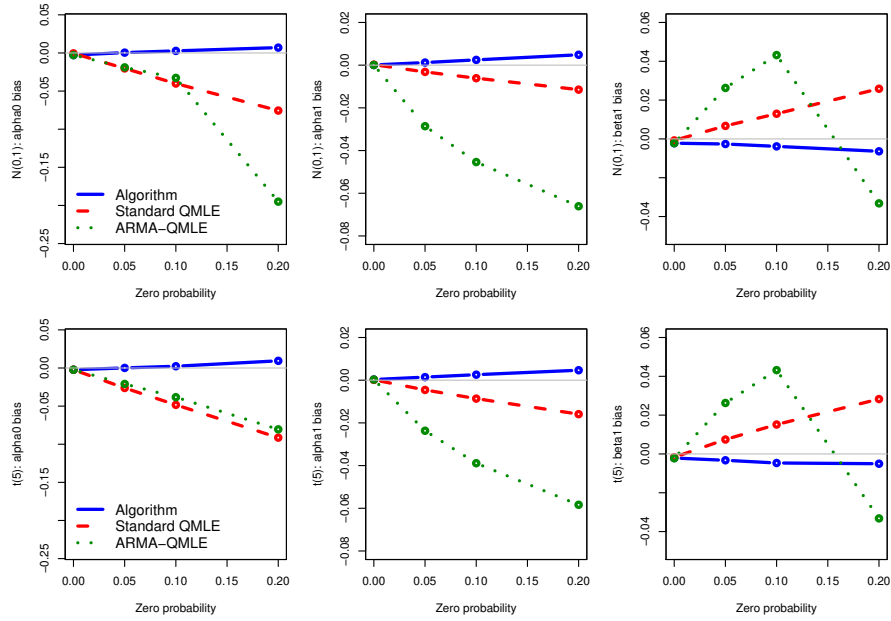 N(0,1): alpha0 bias
0.05
0.00
−0.05
−0.15
−0.25
Algorithm
Standard QMLE
ARMA−QMLE
0.00 0.05 0.10 0.15 0.20
Zero probability
N(0,1): alpha1 bias
0.02
0.00
−0.02
−0.04
−0.06
−0.08
0.00 0.05 0.10 0.15 0.20
Zero probability
N(0,1): beta1 bias
0.06
0.04
0.02
0.00
−0.04
0.00 0.05 0.10 0.15 0.20
Zero probability
t(5): alpha0 bias
0.05
0.00
−0.05
−0.15
−0.25
Algorithm
Standard QMLE
ARMA−QMLE
0.00 0.05 0.10 0.15 0.20
Zero probability
t(5): alpha1 bias
0.02
0.00
−0.02
−0.04
−0.06
−0.08
0.00 0.05 0.10 0.15 0.20
Zero probability
t(5): beta1 bias
0.06
0.04
0.02
0.00
−0.04
0.00 0.05 0.10 0.15 0.20
Zero probability